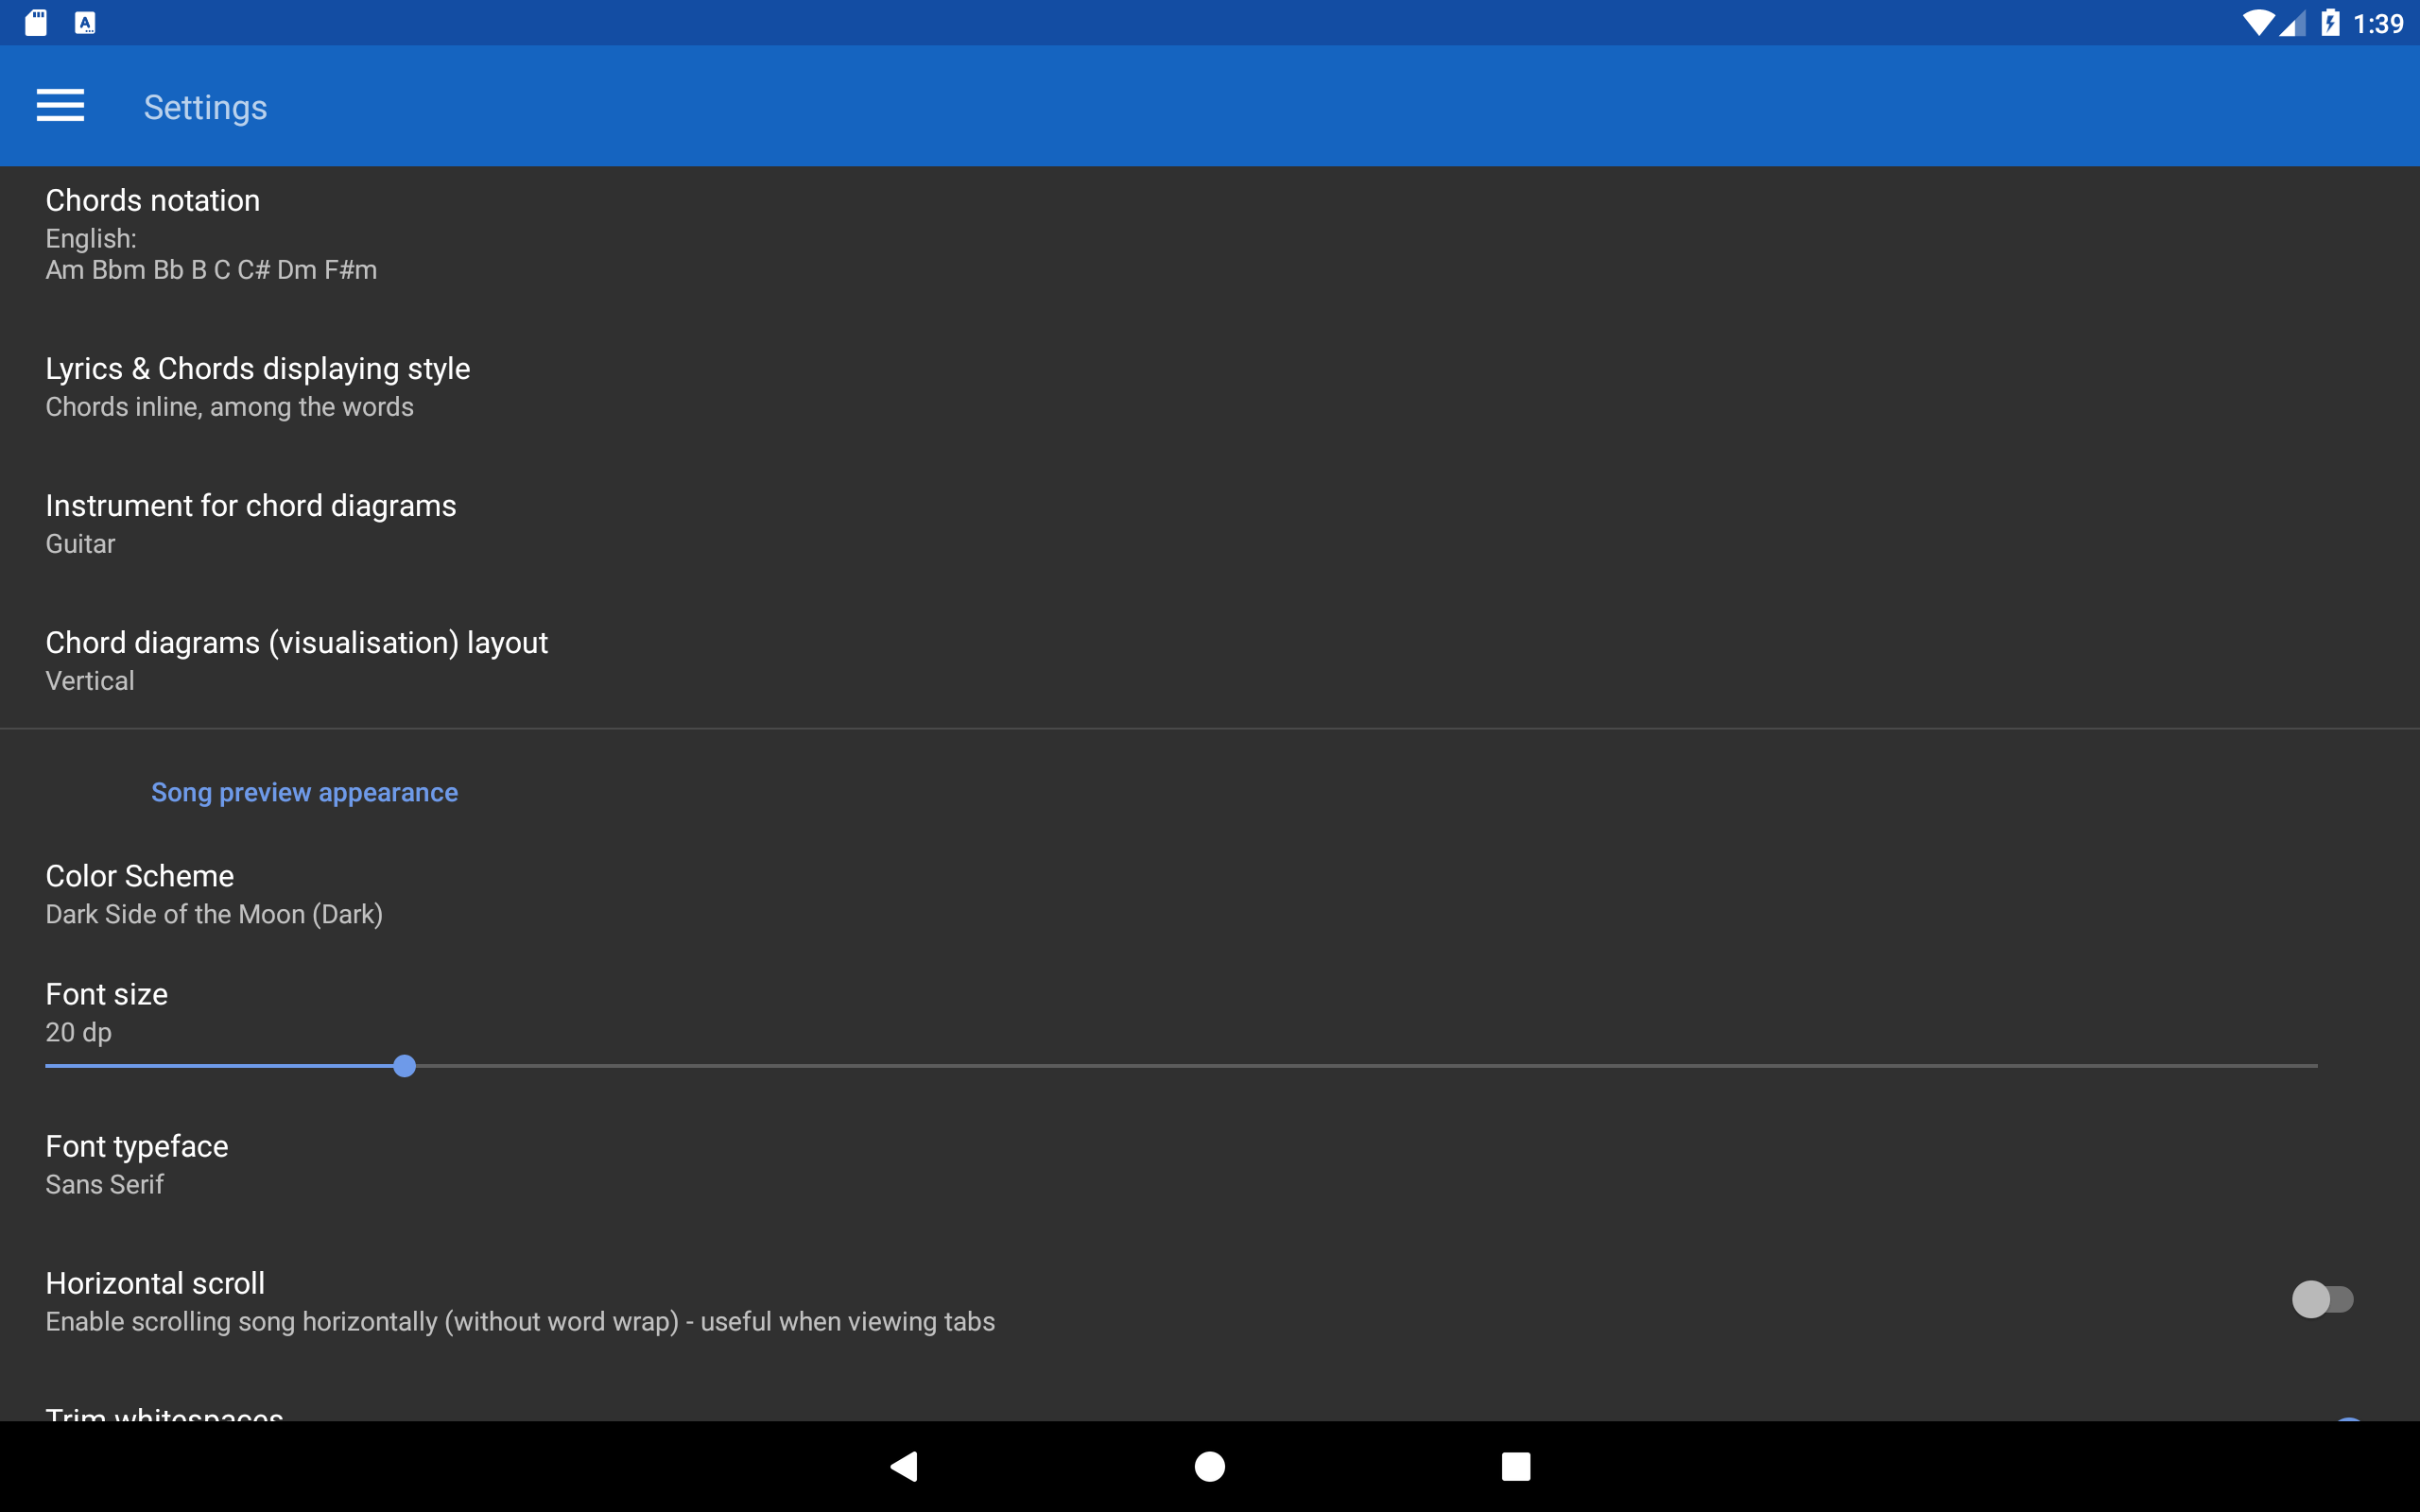 1:39
Settings
Chords notation
English:
Am Bbm Bb B C C# Dm F#m
Lyrics & Chords displaying style
Chords inline, among the words
Instrument for chord diagrams
Guitar
Chord diagrams (visualisation) layout
Vertical
Song preview appearance
Color Scheme
Dark Side of the Moon (Dark)
Font size
20 dp
Font typeface
Sans Serif
Horizontal scroll
Enable scrolling song horizontally (without word wrap) - useful when viewing tabs
Trim whitespaces